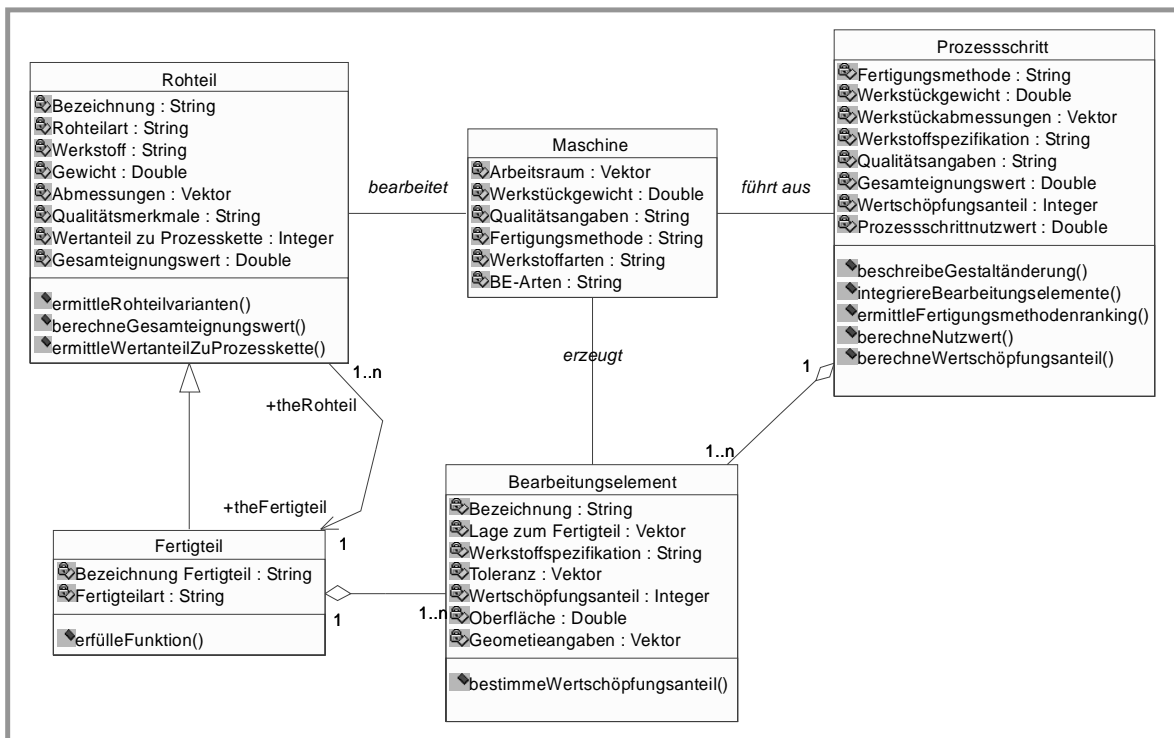 Rohteil
Bezeichnung : String
Rohteilart : String
Werkstoff : String
Gewicht : Double
Abmessungen : Vektor
Qualitätsmerkmale : String
Wertanteil zu Prozesskette : Integer
Gesamteignungswert : Double
ermittleRohteilvarianten()
berechneGesamteignungswert()
ermittleWertanteilZuProzesskette()
bearbeitet
Maschine
Arbeitsraum : Vektor
Werkstückgewicht : Double
Qualitätsangaben : String
Fertigungsmethode : String
Werkstoffarten : String
BE-Arten : String
führt aus
Prozessschritt
Fertigungsmethode : String
Werkstückgewicht : Double
Werkstückabmessungen : Vektor
Werkstoffspezifikation : String
Qualitätsangaben : String
Gesamteignungswert : Double
Wertschöpfungsanteil : Integer
Prozessschrittnutzwert : Double
beschreibeGestaltänderung()
integriereBearbeitungselemente()
ermittleFertigungsmethodenranking()
berechneNutzwert()
berechneWertschöpfungsanteil()
erzeugt
1..n
+theRohteil
+theFertigteil
1
1
1..n
Fertigteil
Bezeichnung Fertigteil : String
Fertigteilart : String
erfülleFunktion()
1
1..n
Bearbeitungselement
Bezeichnung : String
Lage zum Fertigteil : Vektor
Werkstoffspezifikation : String
Toleranz : Vektor
Wertschöpfungsanteil : Integer
Oberfläche : Double
Geometieangaben : Vektor
bestimmeWertschöpfungsanteil()